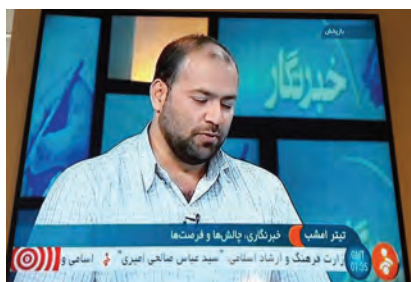 بازپخش
خبرنگار
تیتر امشب خبرنگاری، چالش‌ها و فرصت‌ها
زارت فرهنگ و ارشاد اسلامی، "سید عباس صالحی امیری" اسامی و
GMT
01:35